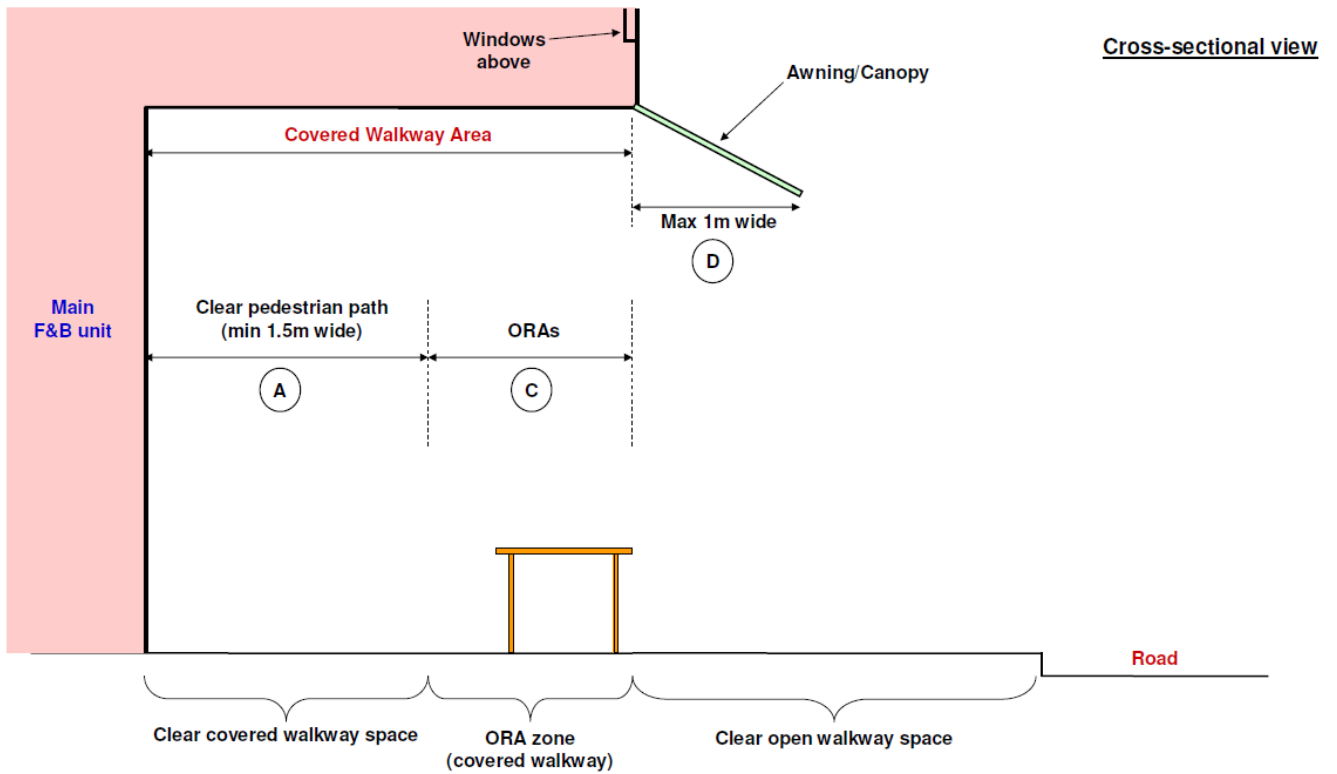 Windows
above
Cross-sectional view
Awning/Canopy
Covered Walkway Area
Max 1m wide
D
Main
F&B unit
Clear pedestrian path
(min 1.5m wide)
ORAs
A
C
Road
Clear covered walkway space
ORA zone
(covered walkway)
Clear open walkway space